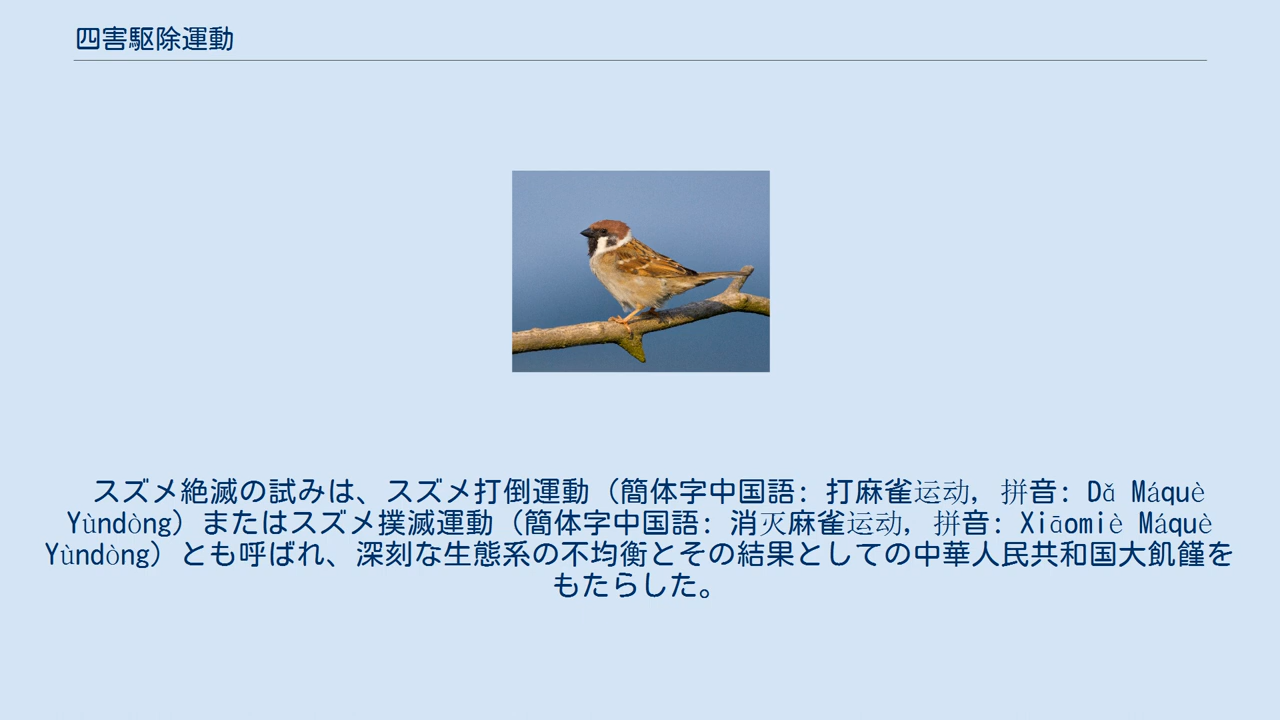 四害駆除運動
スズメ絶滅の試みは、スズメ打倒運動（簡体字中国語: 打麻雀运动, 拼音: Dǎ Máquè
Yùndòng）またはスズメ撲滅運動（簡体字中国語: 消灭麻雀运动, 拼音: Xiāomiè Máquè
Yùndòng）とも呼ばれ、深刻な生態系の不均衡とその結果としての中華人民共和国大飢饉を
もたらした。